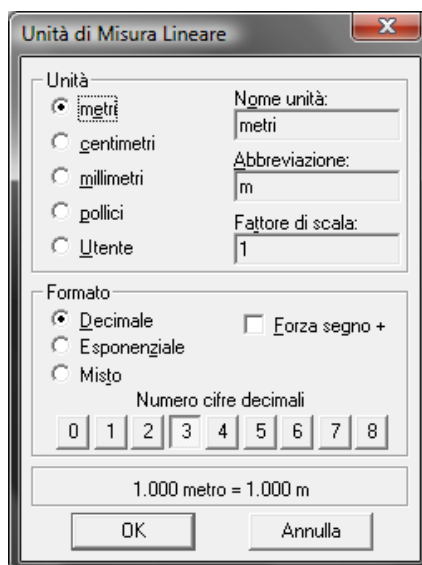 Unità di Misura Lineare
Unità
metri
centimetri
millimetri
pollici
Utente
Nome unità:
metri
Abbreviazione:
m
Fattore di scala:
1
Formato
Decimale
Esponenziale
Misto
Forza segno +
Numero cifre decimali
0 1 2 3 4 5 6 7 8
1.000 metro = 1.000 m
OK Annulla